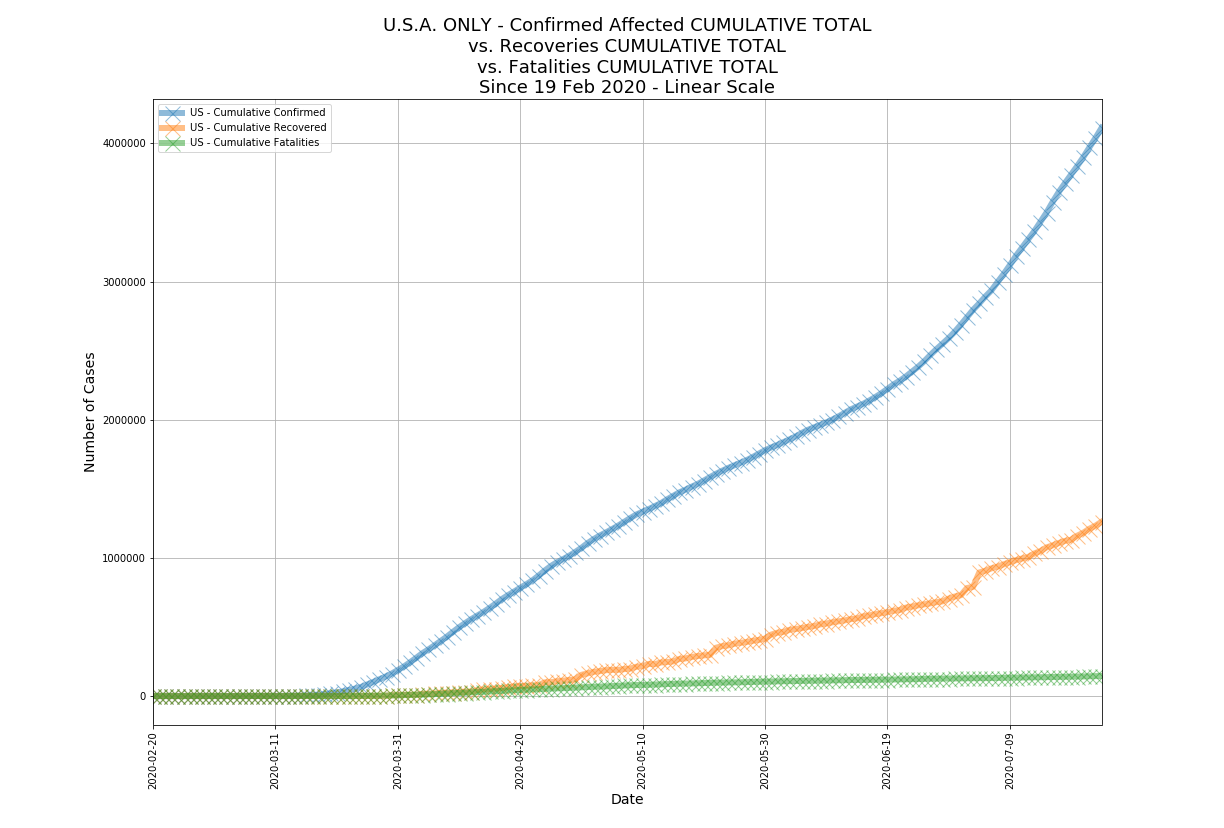 U.S.A. ONLY - Confirmed Affected CUMULATIVE TOTAL
vs. Recoveries CUMULATIVE TOTAL
vs. Fatalities CUMULATIVE TOTAL
Since 19 Feb 2020 - Linear Scale
US - Cumulative Confirmed
US - Cumulative Recovered
US - Cumulative Fatalities
Number of Cases
4000000
3000000
2000000
1000000
0
2020-02-20
2020-03-11
2020-03-31
2020-04-20
2020-05-10
2020-05-30
2020-06-19
2020-07-09
Date